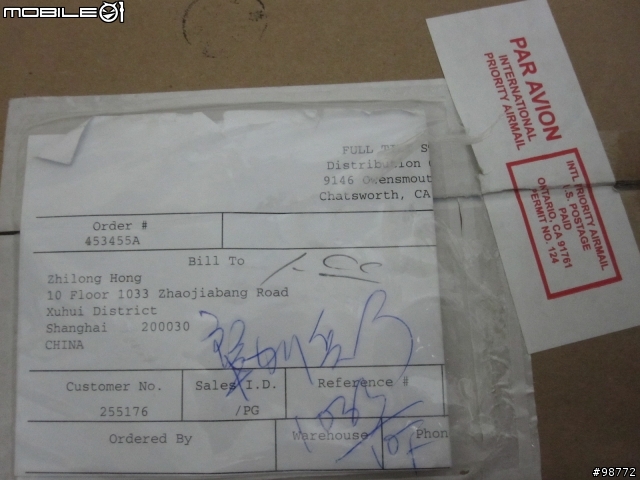 MOBILE01
PAR AVION
INTERNATIONAL
PRIORITY AIRMAIL
INTL PRIORITY AIRMAIL
U.S. POSTAGE
PAID
ONTARIO, CA 91761
PERMIT NO. 124
FULL
Distribution
9146 Owensmout
Chatsworth, CA
Order #
453455A
Bill To
Zhilong Hong
10 Floor 1033 Zhaojiabang Road
Xuhui District
Shanghai 200030
CHINA
Customer No. Sales I.D. Reference #
255176 /PG
Ordered By Warehouse Phon
#98772